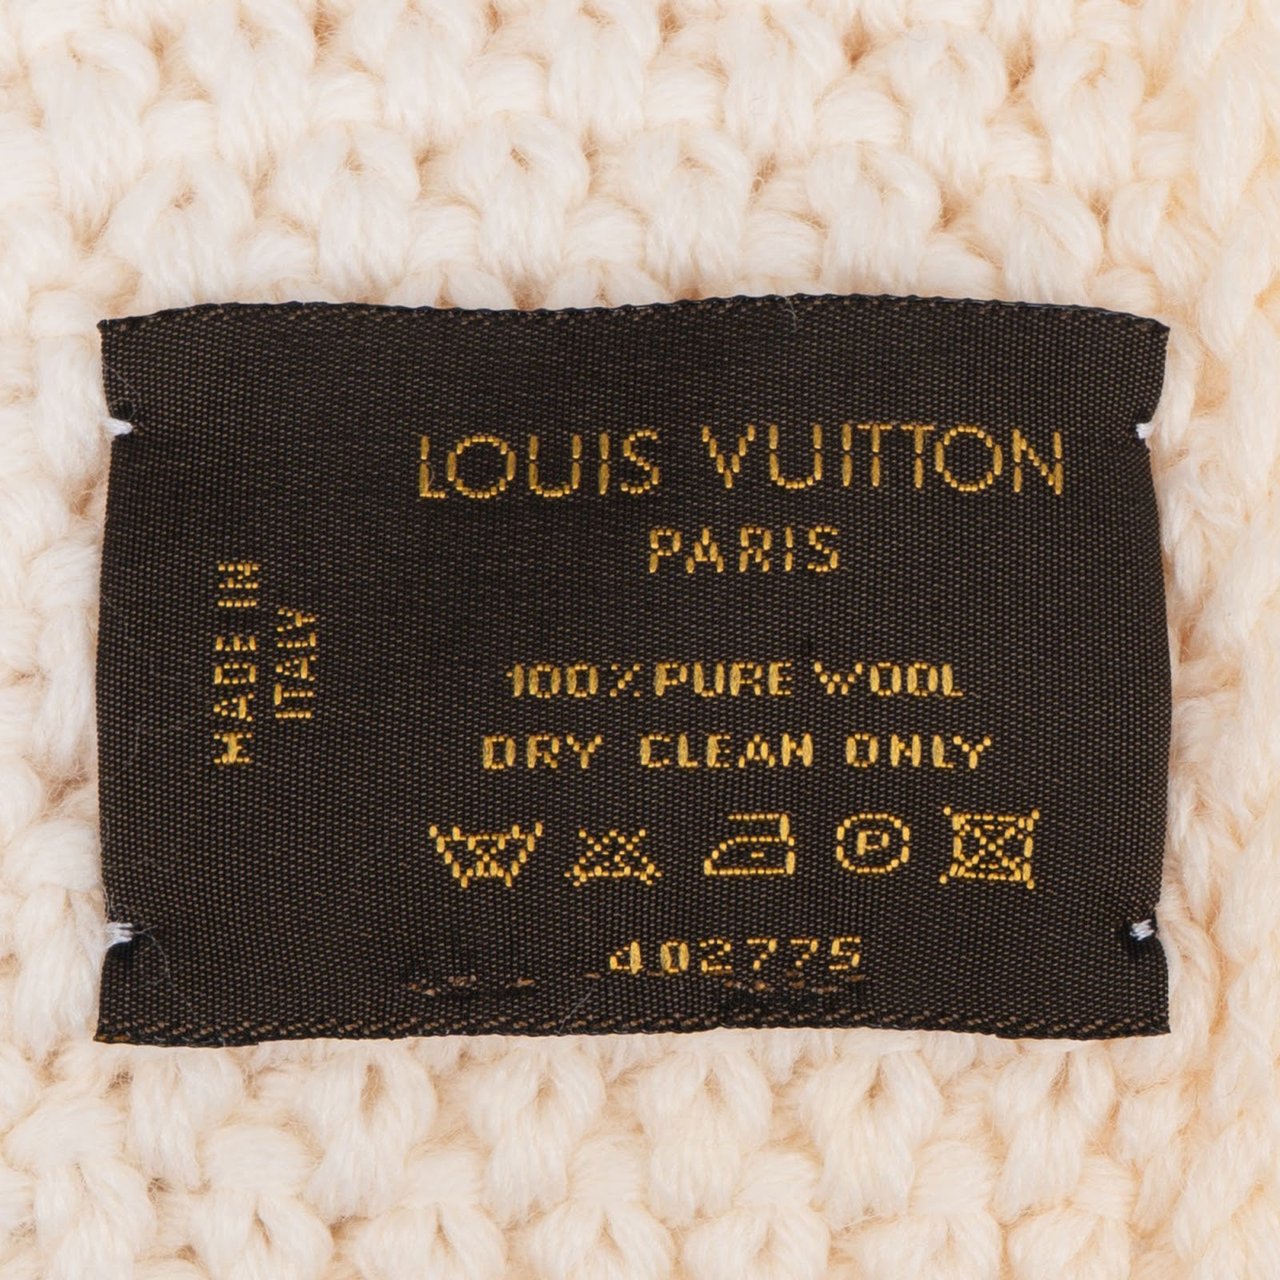 LOUIS VUITTON
PARIS
MADE IN
ITALY
100% PURE WOOL
DRY CLEAN ONLY
P
402775